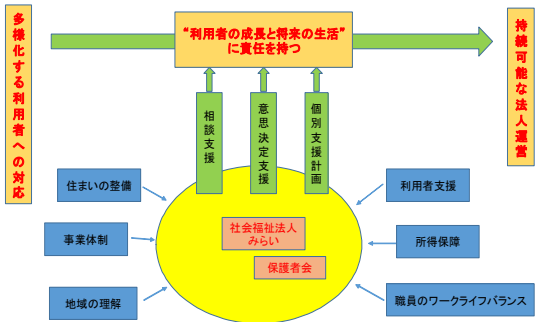 多様化する利用者への対応
“利用者の成長と将来の生活”
に責任を持つ
持続可能な法人運営
相談支援
意思決定支援
個別支援計画
住まいの整備
利用者支援
社会福祉法人
みらい
事業体制
所得保障
保護者会
地域の理解
職員のワークライフバランス